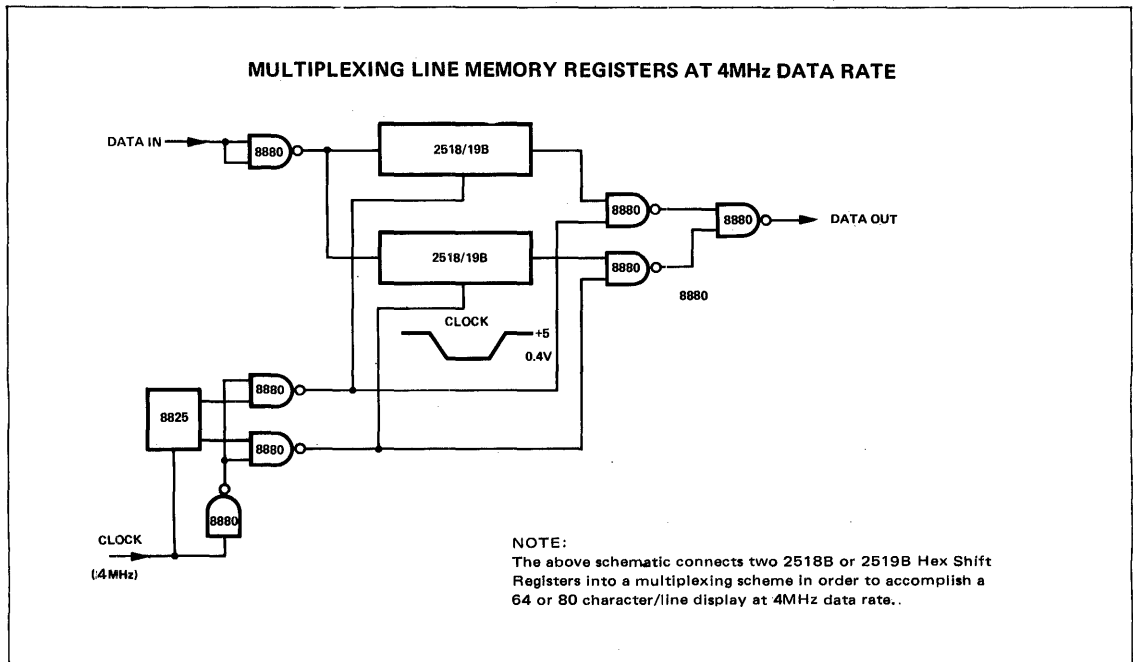 MULTIPLEXING LINE MEMORY REGISTERS AT 4MHz DATA RATE
DATA IN
8880
2518/19B
8880
8880
DATA OUT
2518/19B
8880
8880
CLOCK
+5
0.4V
8880
8825
8880
8880
CLOCK
(:4MHz)
NOTE:
The above schematic connects two 2518B or 2519B Hex Shift
Registers into a multiplexing scheme in order to accomplish a
64 or 80 character/line display at 4MHz data rate..